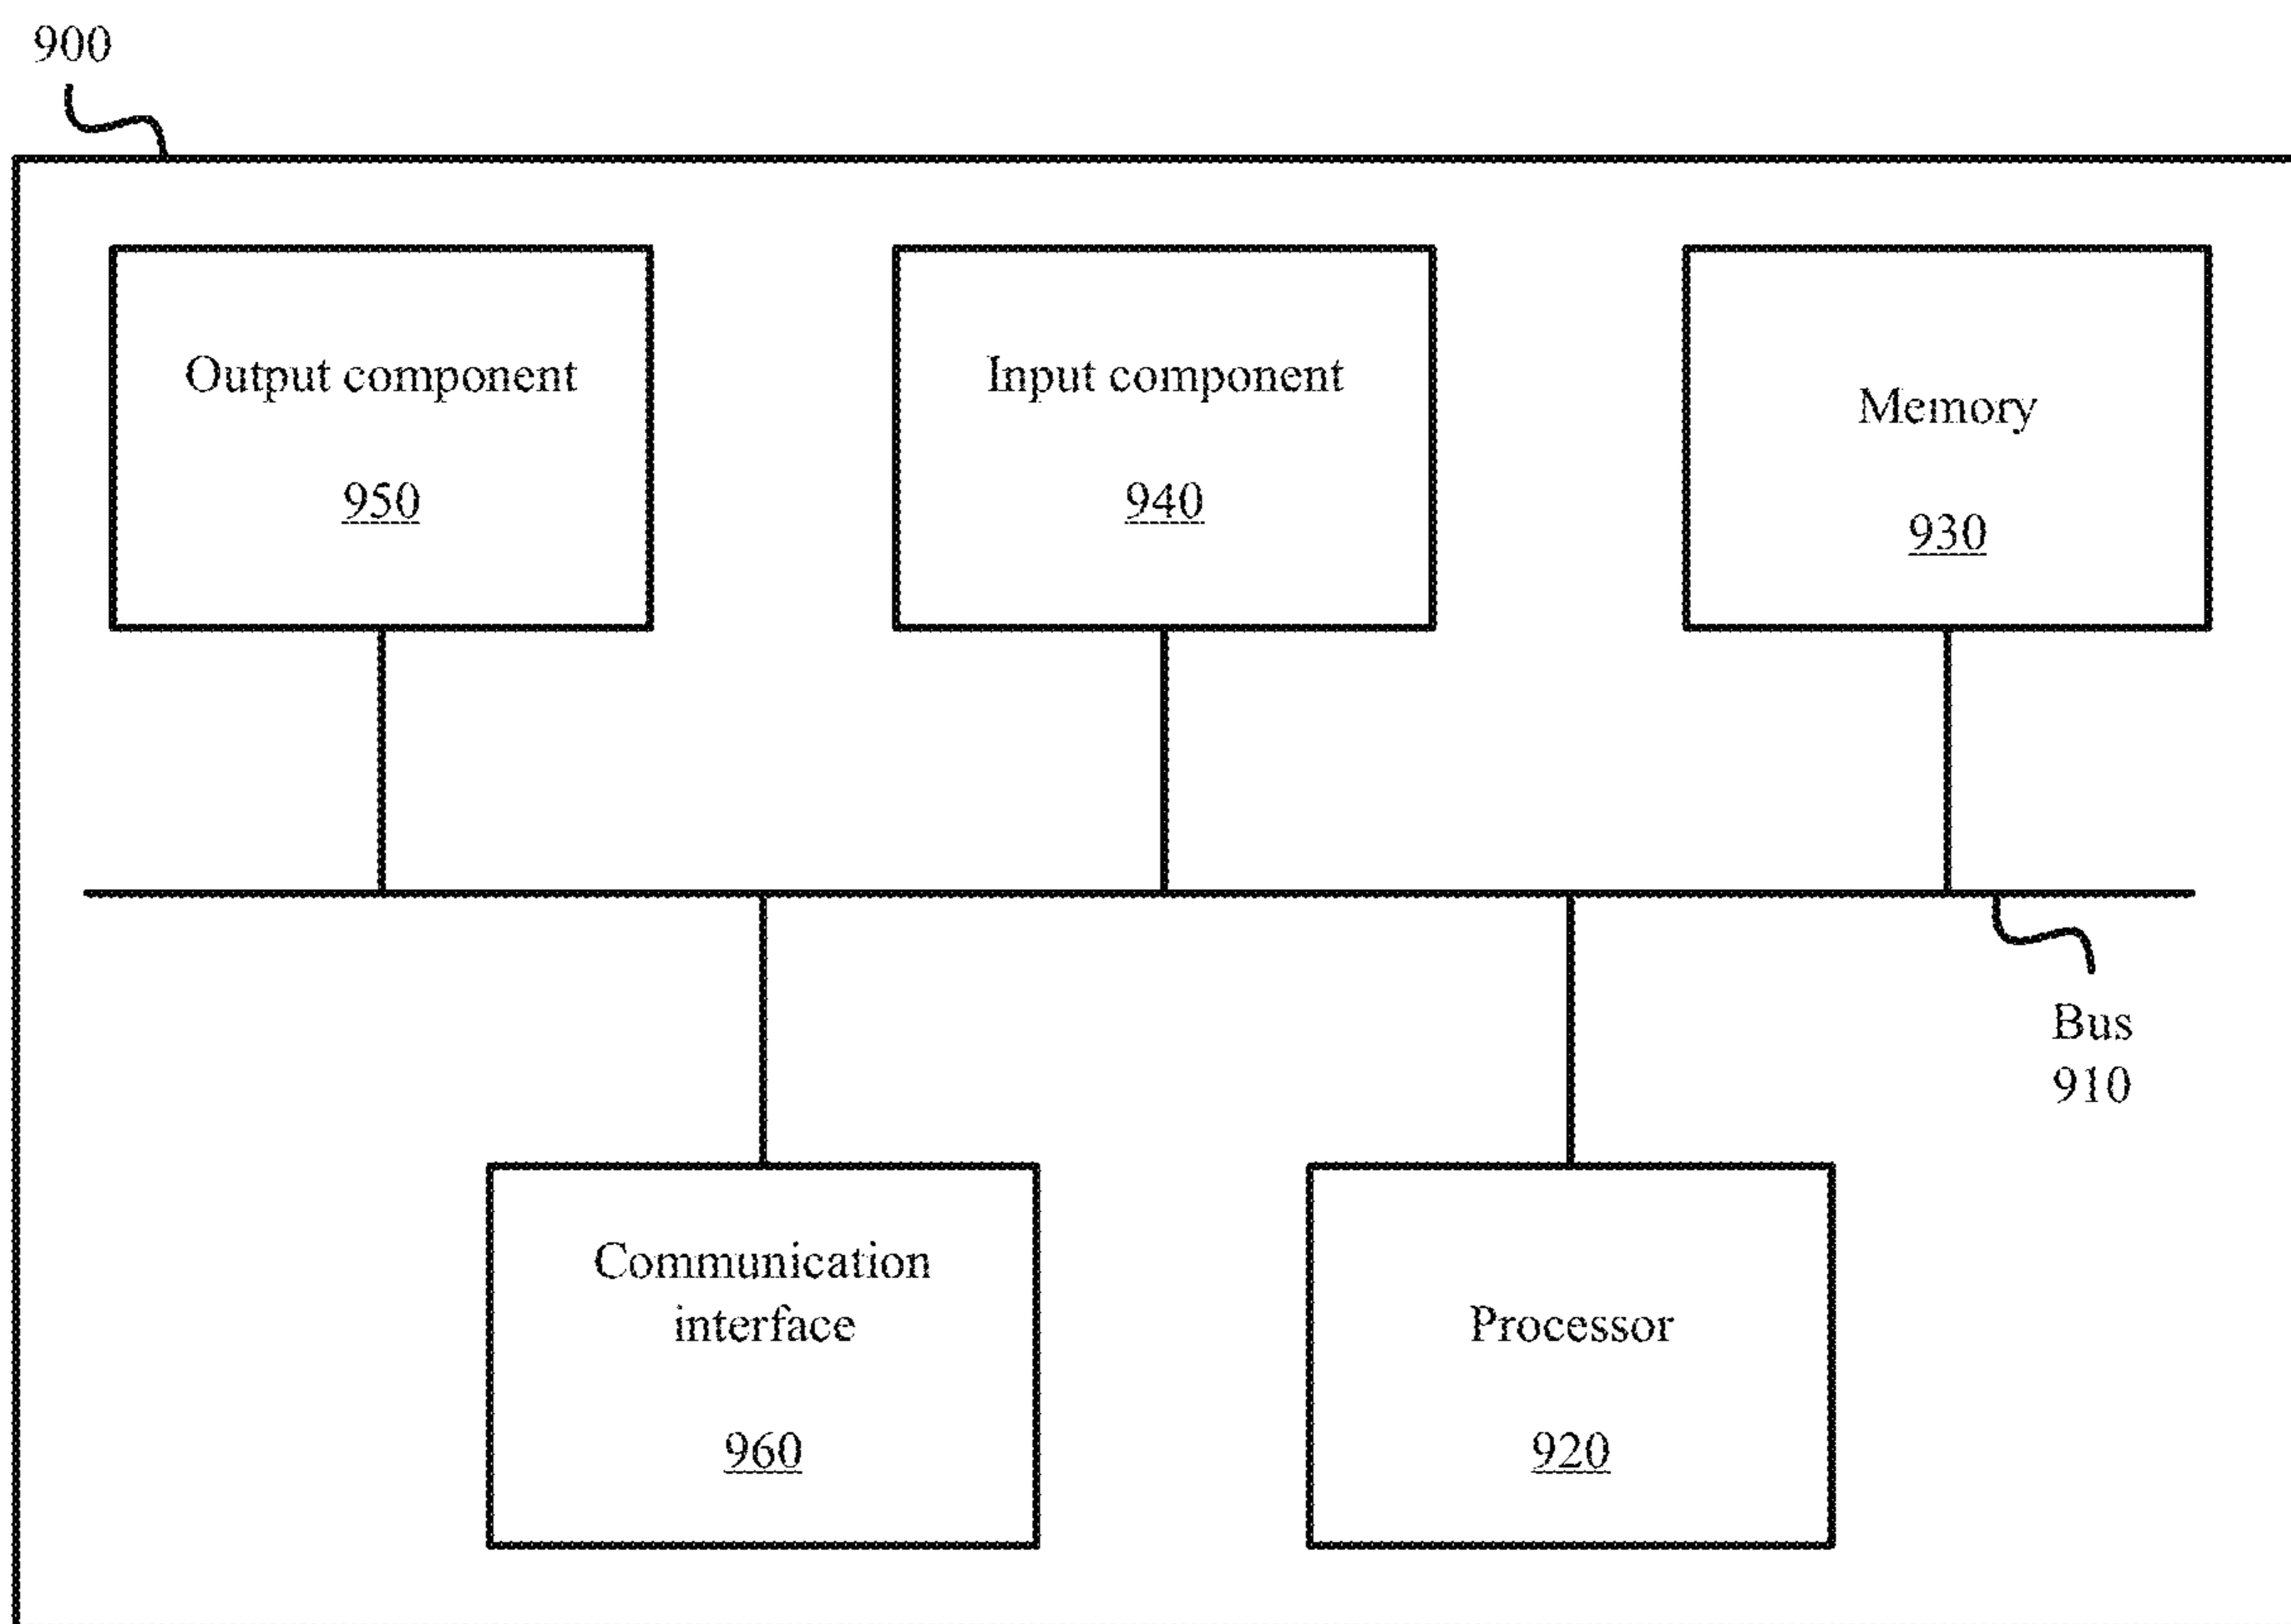 900
Output component
950
Input component
940
Memory
930
Bus
910
Communication
interface
960
Processor
920